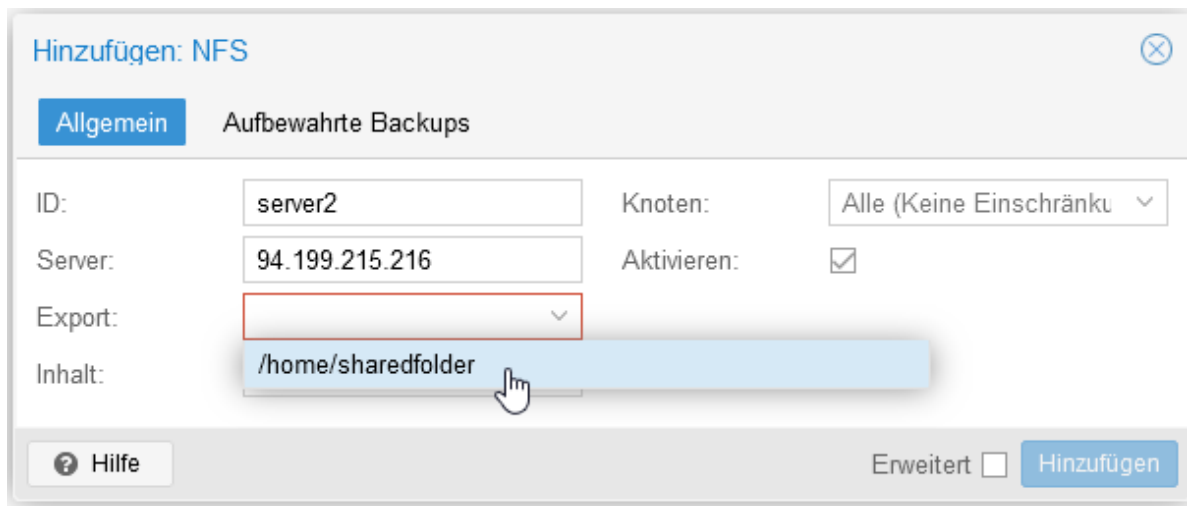 Hinzufügen: NFS
Allgemein Aufbewahrte Backups
ID: server2 Knoten: Alle (Keine Einschränku
Server: 94.199.215.216 Aktivieren:
Export:
/home/sharedfolder
Inhalt:
Hilfe Erweitert Hinzufügen